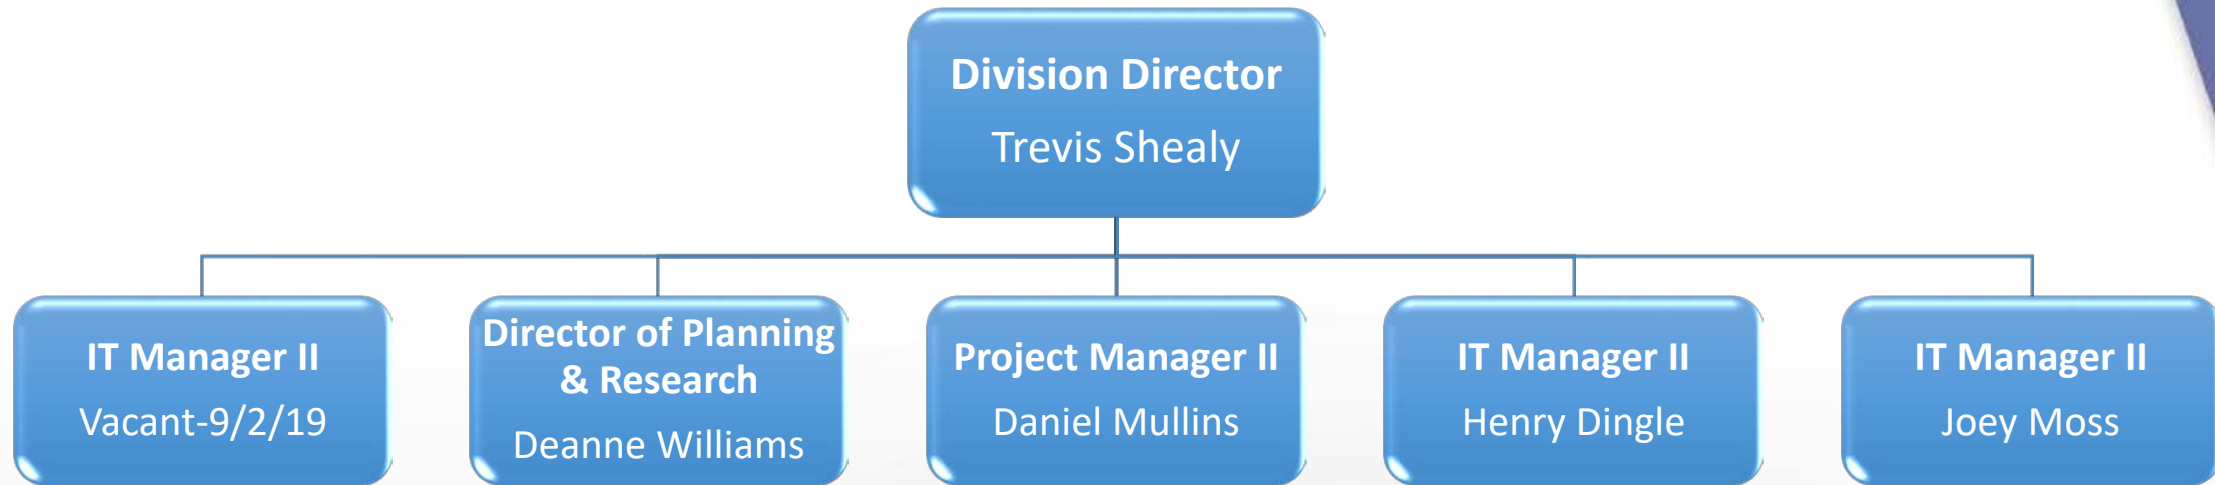 Division Director
Trevis Shealy
IT Manager II
Vacant-9/2/19
Director of Planning
& Research
Deanne Williams
Project Manager II
Daniel Mullins
IT Manager II
Henry Dingle
IT Manager II
Joey Moss